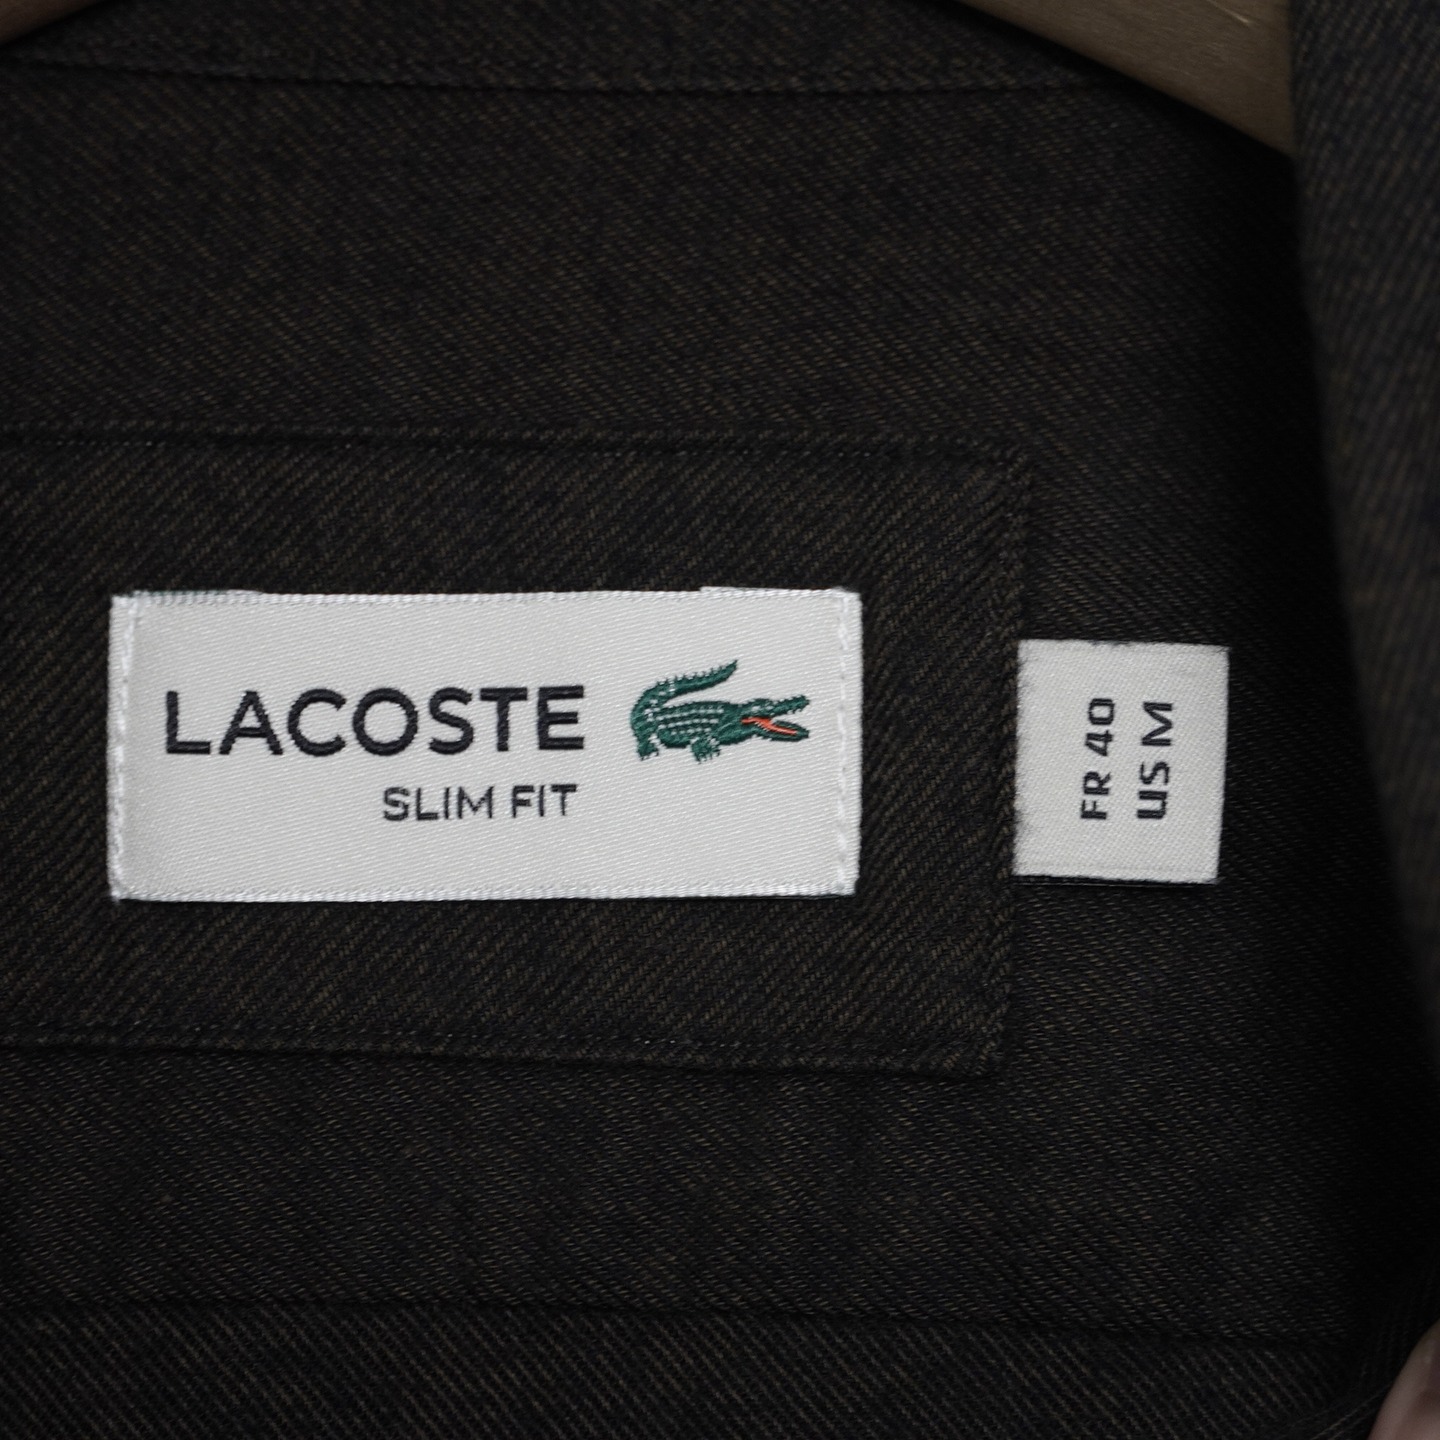 LACOSTE
SLIM FIT
FR 40
US M